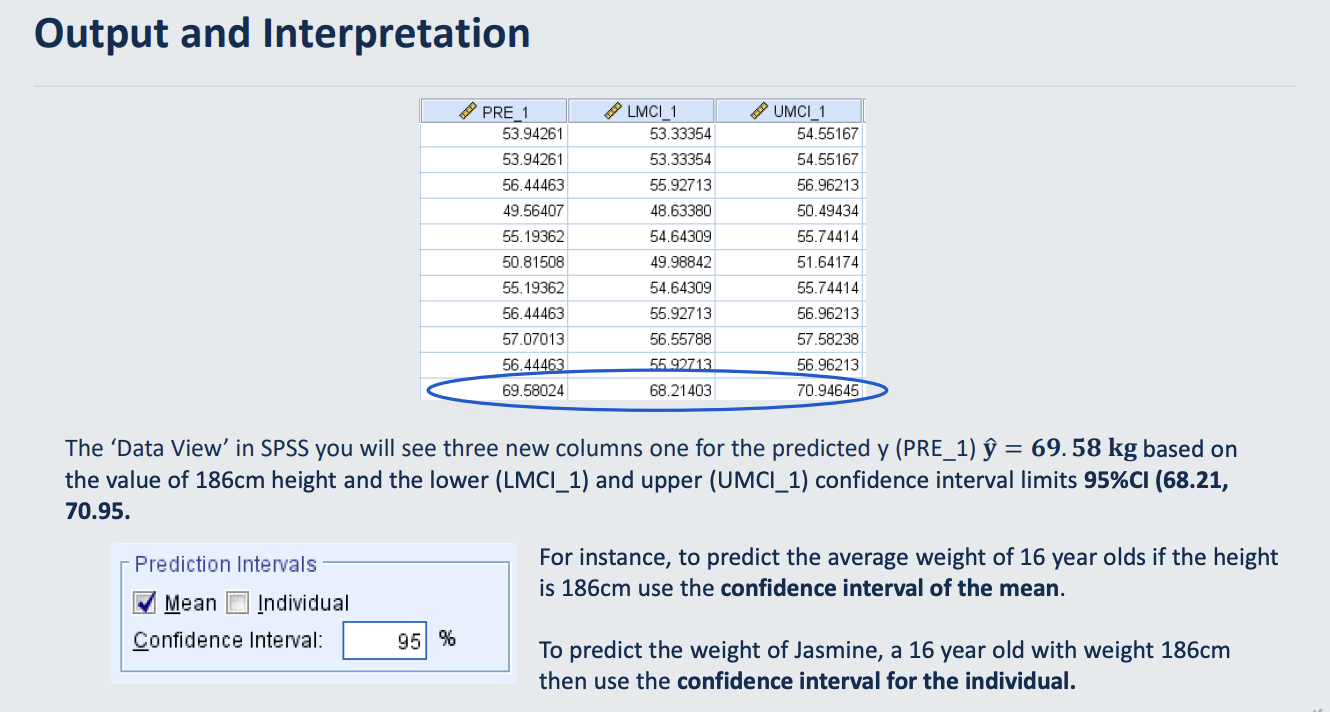 Output and Interpretation
PRE_1 LMCI_1 UMCI_1
53.94261 53.33354 54.55167
53.94261 53.33354 54.55167
56.44463 55.92713 56.96213
49.56407 48.63380 50.49434
55.19362 54.64309 55.74414
50.81508 49.98842 51.64174
55.19362 54.64309 55.74414
56.44463 55.92713 56.96213
57.07013 56.55788 57.58238
56.44463 55.92713 56.96213
69.58024 68.21403 70.94645
The ‘Data View’ in SPSS you will see three new columns one for the predicted y (PRE_1) ŷ = 69.58 kg based on
the value of 186cm height and the lower (LMCI_1) and upper (UMCI_1) confidence interval limits 95%CI (68.21,
70.95.
Prediction Intervals
Mean Individual
Confidence Interval: 95 %
For instance, to predict the average weight of 16 year olds if the height
is 186cm use the confidence interval of the mean.
To predict the weight of Jasmine, a 16 year old with weight 186cm
then use the confidence interval for the individual.